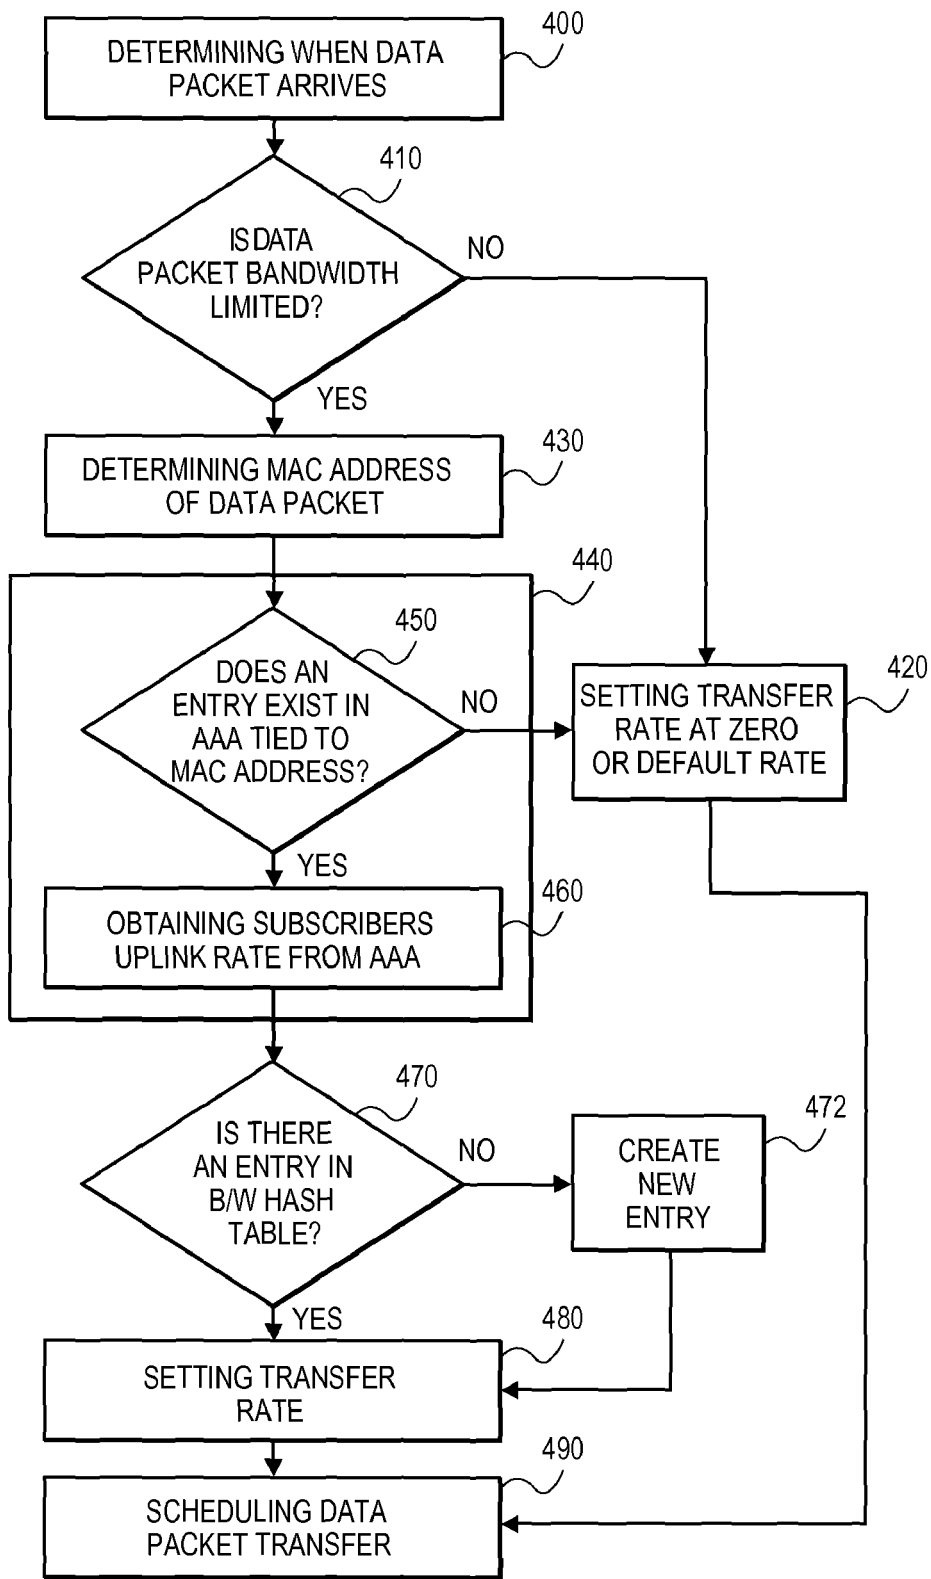 DETERMINING WHEN DATA
PACKET ARRIVES
400
410
IS DATA
PACKET BANDWIDTH
LIMITED?
NO
YES
DETERMINING MAC ADDRESS
OF DATA PACKET
430
440
450
DOES AN
ENTRY EXIST IN
AAA TIED TO
MAC ADDRESS?
NO
SETTING TRANSFER
RATE AT ZERO
OR DEFAULT RATE
420
YES
OBTAINING SUBSCRIBERS
UPLINK RATE FROM AAA
460
470
IS THERE
AN ENTRY IN
B/W HASH
TABLE?
NO
CREATE
NEW
ENTRY
472
YES
SETTING TRANSFER
RATE
480
SCHEDULING DATA
PACKET TRANSFER
490